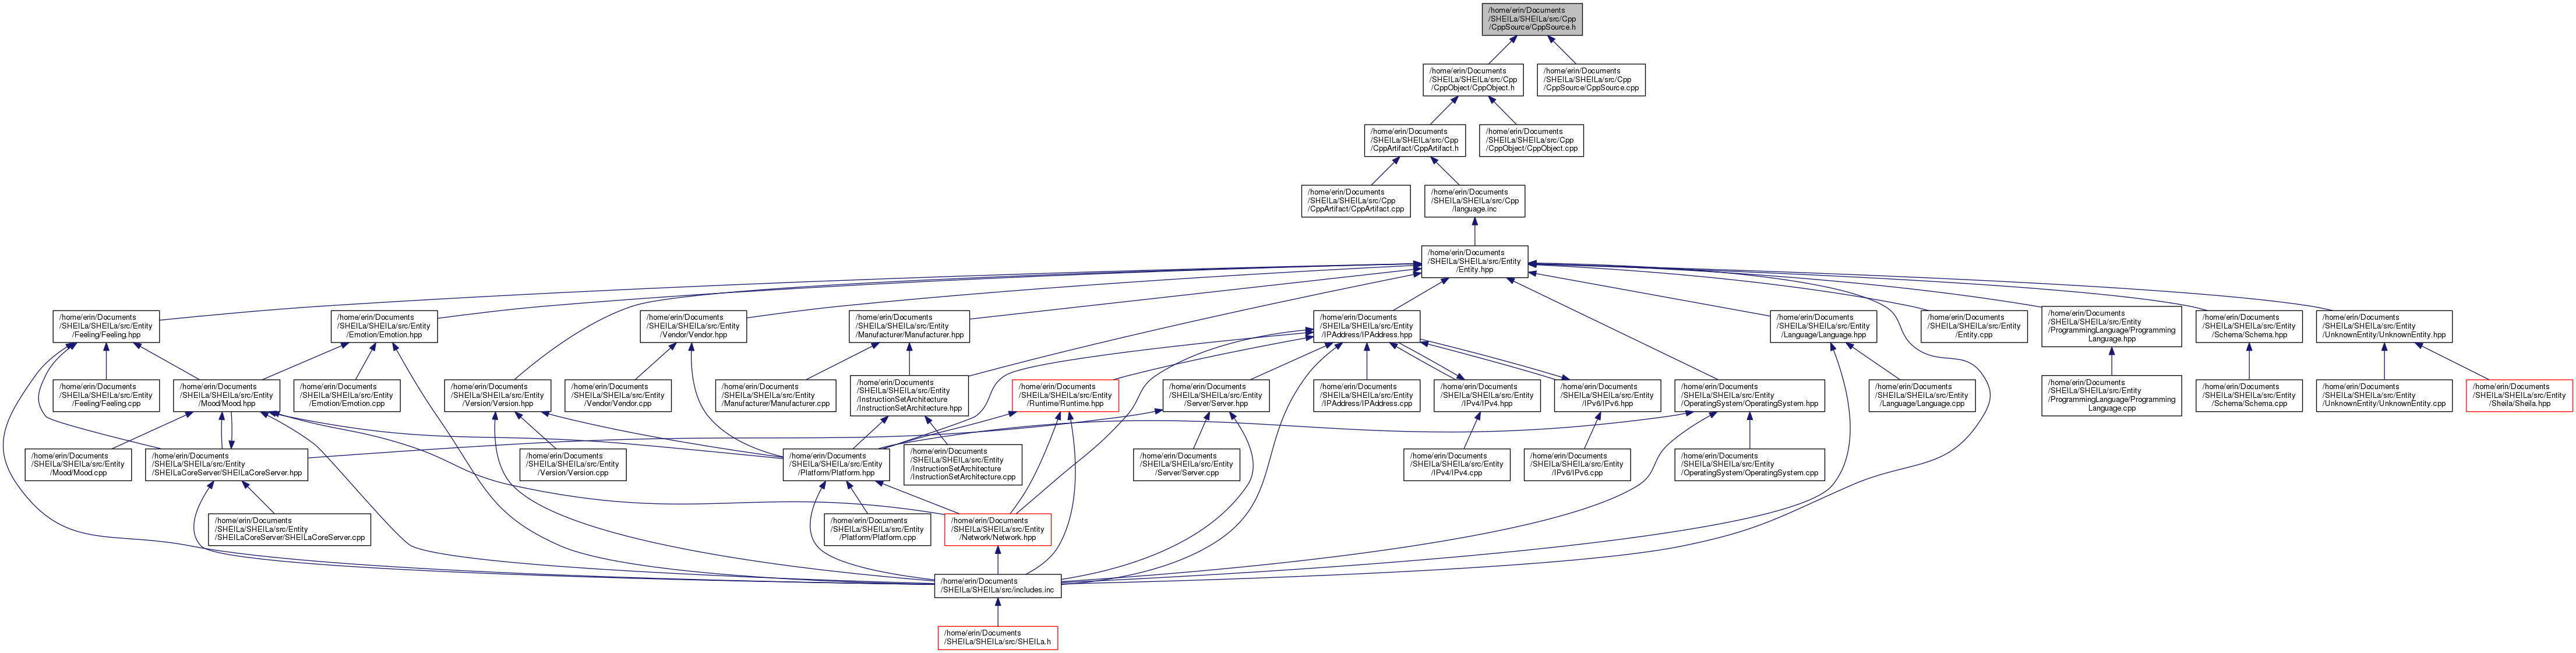 /home/erin/Documents
/SHEILa/SHEILa/src/Cpp
/CppSource/CppSource.h
/home/erin/Documents
/SHEILa/SHEILa/src/Cpp
/CppObject/CppObject.h
/home/erin/Documents
/SHEILa/SHEILa/src/Cpp
/CppSource/CppSource.cpp
/home/erin/Documents
/SHEILa/SHEILa/src/Cpp
/CppArtifact/CppArtifact.h
/home/erin/Documents
/SHEILa/SHEILa/src/Cpp
/CppObject/CppObject.cpp
/home/erin/Documents
/SHEILa/SHEILa/src/Cpp
/CppArtifact/CppArtifact.cpp
/home/erin/Documents
/SHEILa/SHEILa/src/Cpp
/language.inc
/home/erin/Documents
/SHEILa/SHEILa/src/Entity
/Entity.hpp
/home/erin/Documents
/SHEILa/SHEILa/src/Entity
/Feeling/Feeling.hpp
/home/erin/Documents
/SHEILa/SHEILa/src/Entity
/Emotion/Emotion.hpp
/home/erin/Documents
/SHEILa/SHEILa/src/Entity
/Vendor/Vendor.hpp
/home/erin/Documents
/SHEILa/SHEILa/src/Entity
/Manufacturer/Manufacturer.hpp
/home/erin/Documents
/SHEILa/SHEILa/src/Entity
/IPAddress/IPAddress.hpp
/home/erin/Documents
/SHEILa/SHEILa/src/Entity
/Language/Language.hpp
/home/erin/Documents
/SHEILa/SHEILa/src/Entity
/Entity.cpp
/home/erin/Documents
/SHEILa/SHEILa/src/Entity
/ProgrammingLanguage/Programming
Language.hpp
/home/erin/Documents
/SHEILa/SHEILa/src/Entity
/Schema/Schema.hpp
/home/erin/Documents
/SHEILa/SHEILa/src/Entity
/UnknownEntity/UnknownEntity.hpp
/home/erin/Documents
/SHEILa/SHEILa/src/Entity
/Feeling/Feeling.cpp
/home/erin/Documents
/SHEILa/SHEILa/src/Entity
/Mood/Mood.hpp
/home/erin/Documents
/SHEILa/SHEILa/src/Entity
/Emotion/Emotion.cpp
/home/erin/Documents
/SHEILa/SHEILa/src/Entity
/Version/Version.hpp
/home/erin/Documents
/SHEILa/SHEILa/src/Entity
/Vendor/Vendor.cpp
/home/erin/Documents
/SHEILa/SHEILa/src/Entity
/Manufacturer/Manufacturer.cpp
/home/erin/Documents
/SHEILa/SHEILa/src/Entity
/InstructionSetArchitecture
/InstructionSetArchitecture.hpp
/home/erin/Documents
/SHEILa/SHEILa/src/Entity
/Runtime/Runtime.hpp
/home/erin/Documents
/SHEILa/SHEILa/src/Entity
/Server/Server.hpp
/home/erin/Documents
/SHEILa/SHEILa/src/Entity
/IPAddress/IPAddress.cpp
/home/erin/Documents
/SHEILa/SHEILa/src/Entity
/IPv4/IPv4.hpp
/home/erin/Documents
/SHEILa/SHEILa/src/Entity
/IPv6/IPv6.hpp
/home/erin/Documents
/SHEILa/SHEILa/src/Entity
/OperatingSystem/OperatingSystem.hpp
/home/erin/Documents
/SHEILa/SHEILa/src/Entity
/Language/Language.cpp
/home/erin/Documents
/SHEILa/SHEILa/src/Entity
/ProgrammingLanguage/Programming
Language.cpp
/home/erin/Documents
/SHEILa/SHEILa/src/Entity
/Schema/Schema.cpp
/home/erin/Documents
/SHEILa/SHEILa/src/Entity
/UnknownEntity/UnknownEntity.cpp
/home/erin/Documents
/SHEILa/SHEILa/src/Entity
/Sheila/Sheila.hpp
/home/erin/Documents
/SHEILa/SHEILa/src/Entity
/Mood/Mood.cpp
/home/erin/Documents
/SHEILa/SHEILa/src/Entity
/SHEILaCoreServer/SHEILaCoreServer.hpp
/home/erin/Documents
/SHEILa/SHEILa/src/Entity
/Version/Version.cpp
/home/erin/Documents
/SHEILa/SHEILa/src/Entity
/Platform/Platform.hpp
/home/erin/Documents
/SHEILa/SHEILa/src/Entity
/InstructionSetArchitecture
/InstructionSetArchitecture.cpp
/home/erin/Documents
/SHEILa/SHEILa/src/Entity
/Server/Server.cpp
/home/erin/Documents
/SHEILa/SHEILa/src/Entity
/IPv4/IPv4.cpp
/home/erin/Documents
/SHEILa/SHEILa/src/Entity
/IPv6/IPv6.cpp
/home/erin/Documents
/SHEILa/SHEILa/src/Entity
/OperatingSystem/OperatingSystem.cpp
/home/erin/Documents
/SHEILa/SHEILa/src/Entity
/SHEILaCoreServer/SHEILaCoreServer.cpp
/home/erin/Documents
/SHEILa/SHEILa/src/Entity
/Platform/Platform.cpp
/home/erin/Documents
/SHEILa/SHEILa/src/Entity
/Network/Network.hpp
/home/erin/Documents
/SHEILa/SHEILa/src/includes.inc
/home/erin/Documents
/SHEILa/SHEILa/src/SHEILa.h